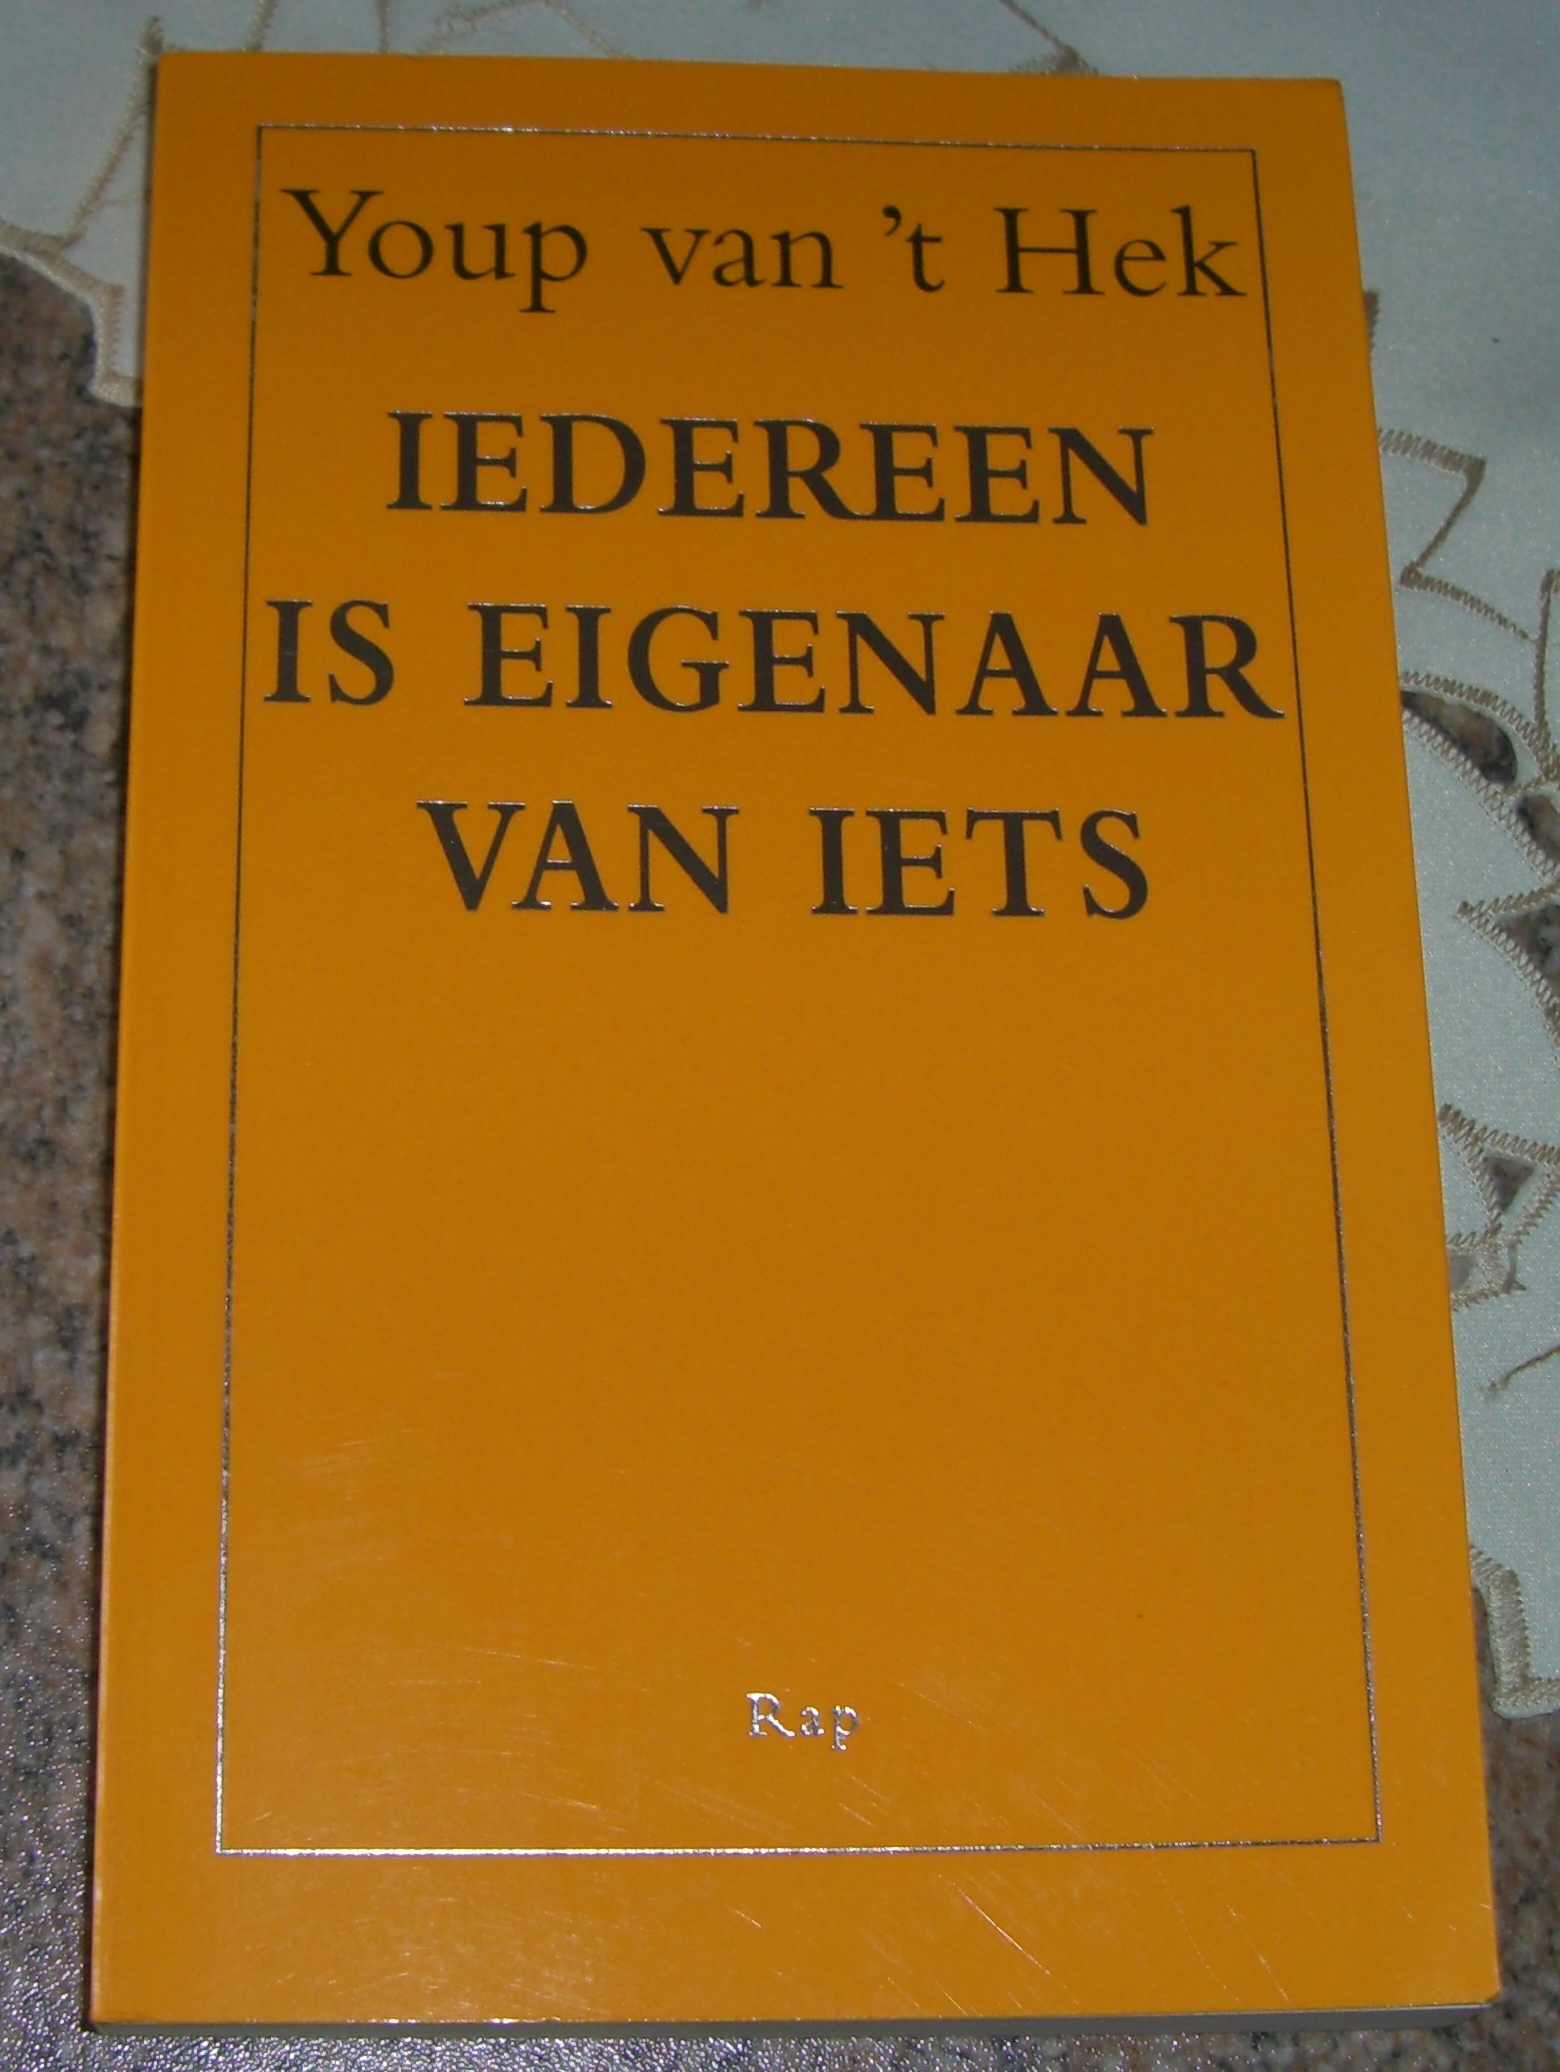 Youp van ’t Hek
IEDEREEN
IS EIGENAAR
VAN IETS
Rap